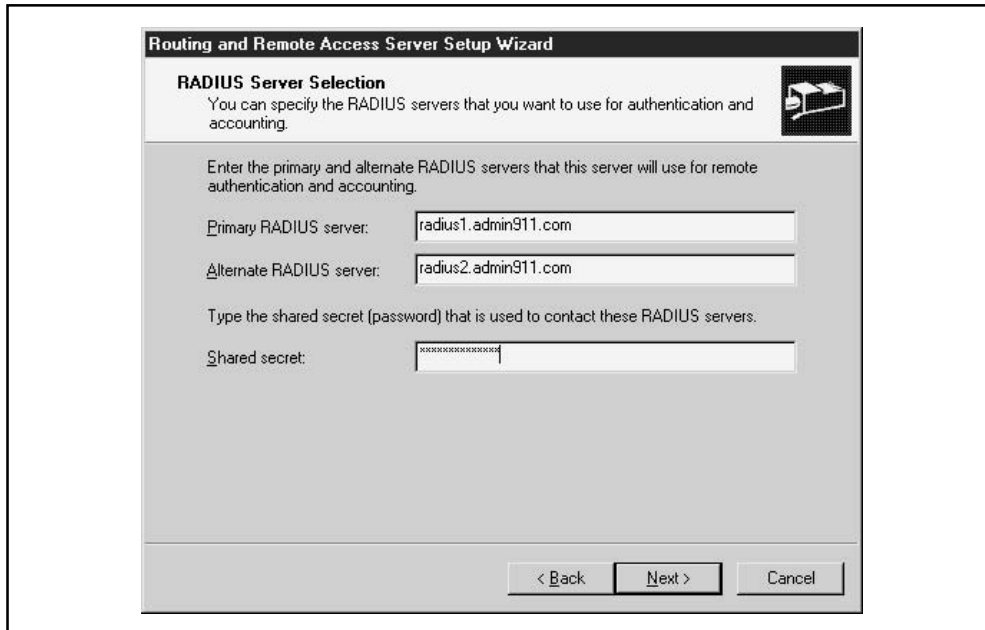 Routing and Remote Access Server Setup Wizard
RADIUS Server Selection
You can specify the RADIUS servers that you want to use for authentication and
accounting.
Enter the primary and alternate RADIUS servers that this server will use for remote
authentication and accounting.
Primary RADIUS server: radius1.admin911.com
Alternate RADIUS server: radius2.admin911.com
Type the shared secret (password) that is used to contact these RADIUS servers.
Shared secret: **************
< Back Next > Cancel